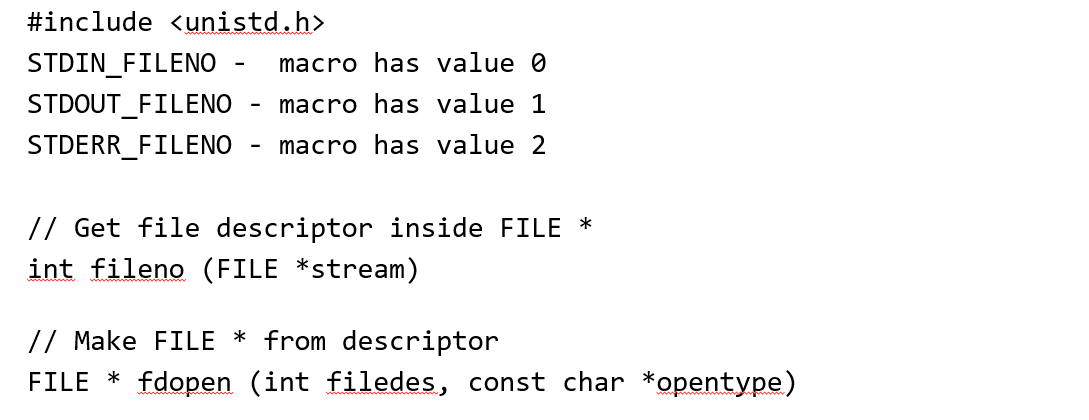 #include <unistd.h>
STDIN_FILENO -  macro has value 0
STDOUT_FILENO - macro has value 1
STDERR_FILENO - macro has value 2
// Get file descriptor inside FILE *
int fileno (FILE *stream)
// Make FILE * from descriptor
FILE * fdopen (int filedes, const char *opentype)